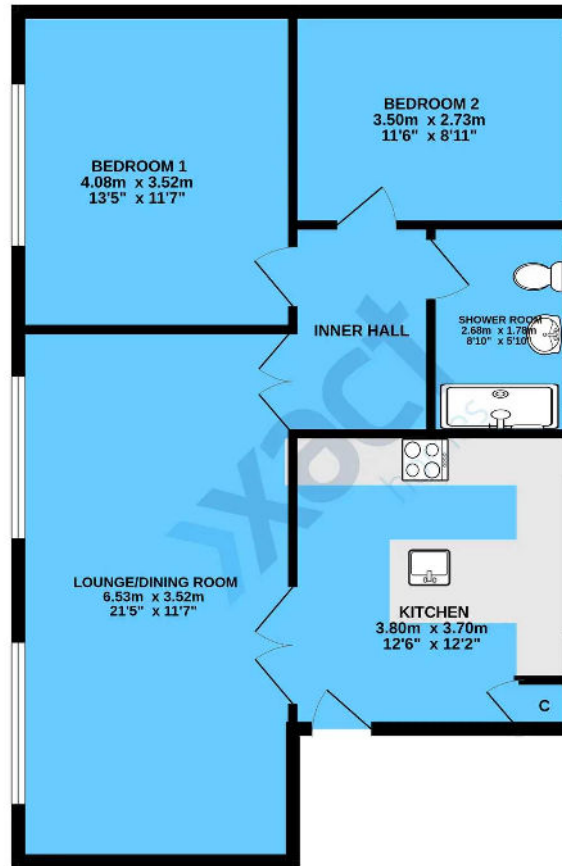 BEDROOM 2
3.50m x 2.73m
11'6" x 8'11"
BEDROOM 1
4.08m x 3.52m
13'5" x 11'7"
SHOWER ROOM
2.68m x 1.78m
8'10" x 5'10"
INNER HALL
xact
homes
LOUNGE/DINING ROOM
6.53m x 3.52m
21'5" x 11'7"
KITCHEN
3.80m x 3.70m
12'6" x 12'2"
C